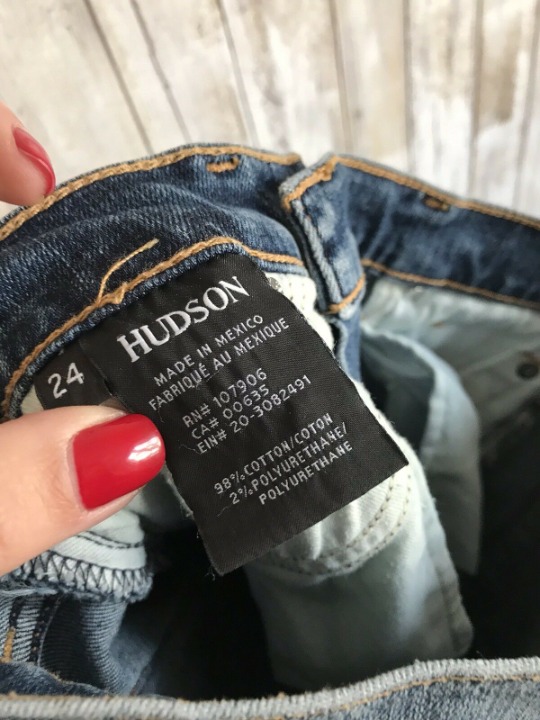 HUDSON
MADE IN MEXICO
FABRIQUÉ AU MEXIQUE
RN# 107906
CA# 00635
EIN# 20-3082491
98% COTTON/COTON
2% POLYURETHANE/
POLYURETHANE
24